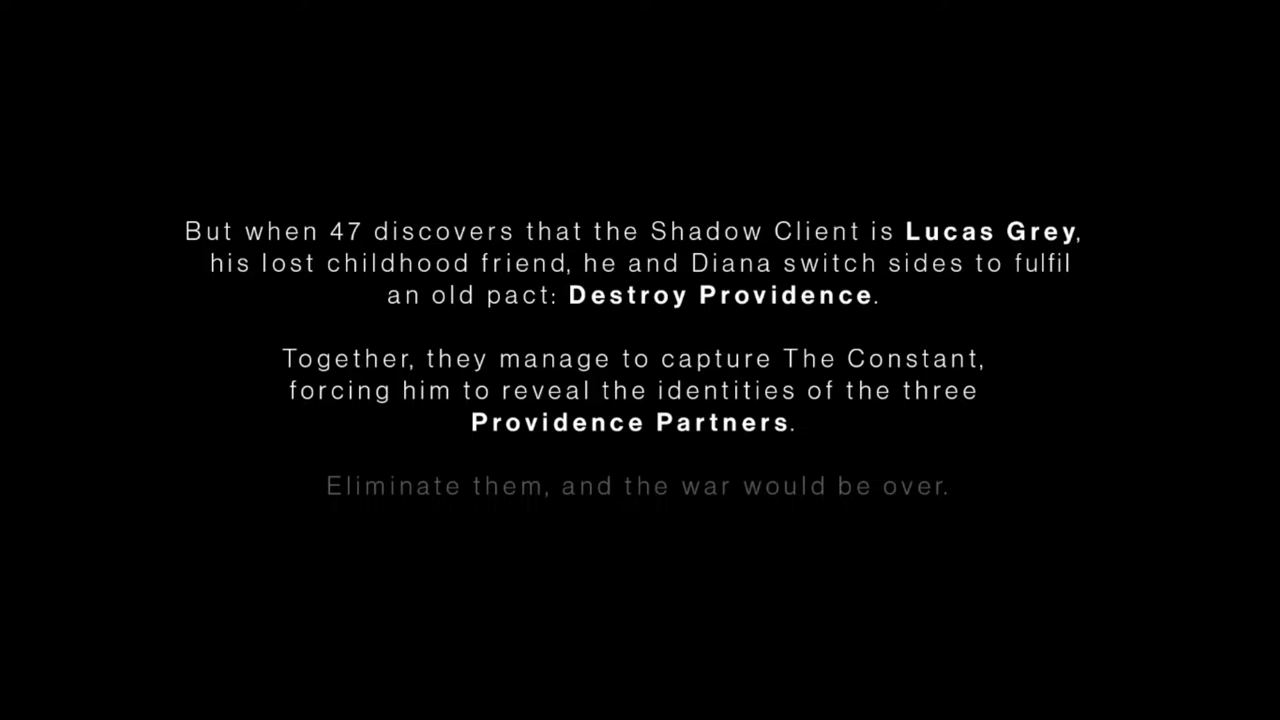 But when 47 discovers that the Shadow Client is Lucas Grey,
his lost childhood friend, he and Diana switch sides to fulfil
an old pact: Destroy Providence.
Together, they manage to capture The Constant,
forcing him to reveal the identities of the three
Providence Partners.
Eliminate them, and the war would be over.